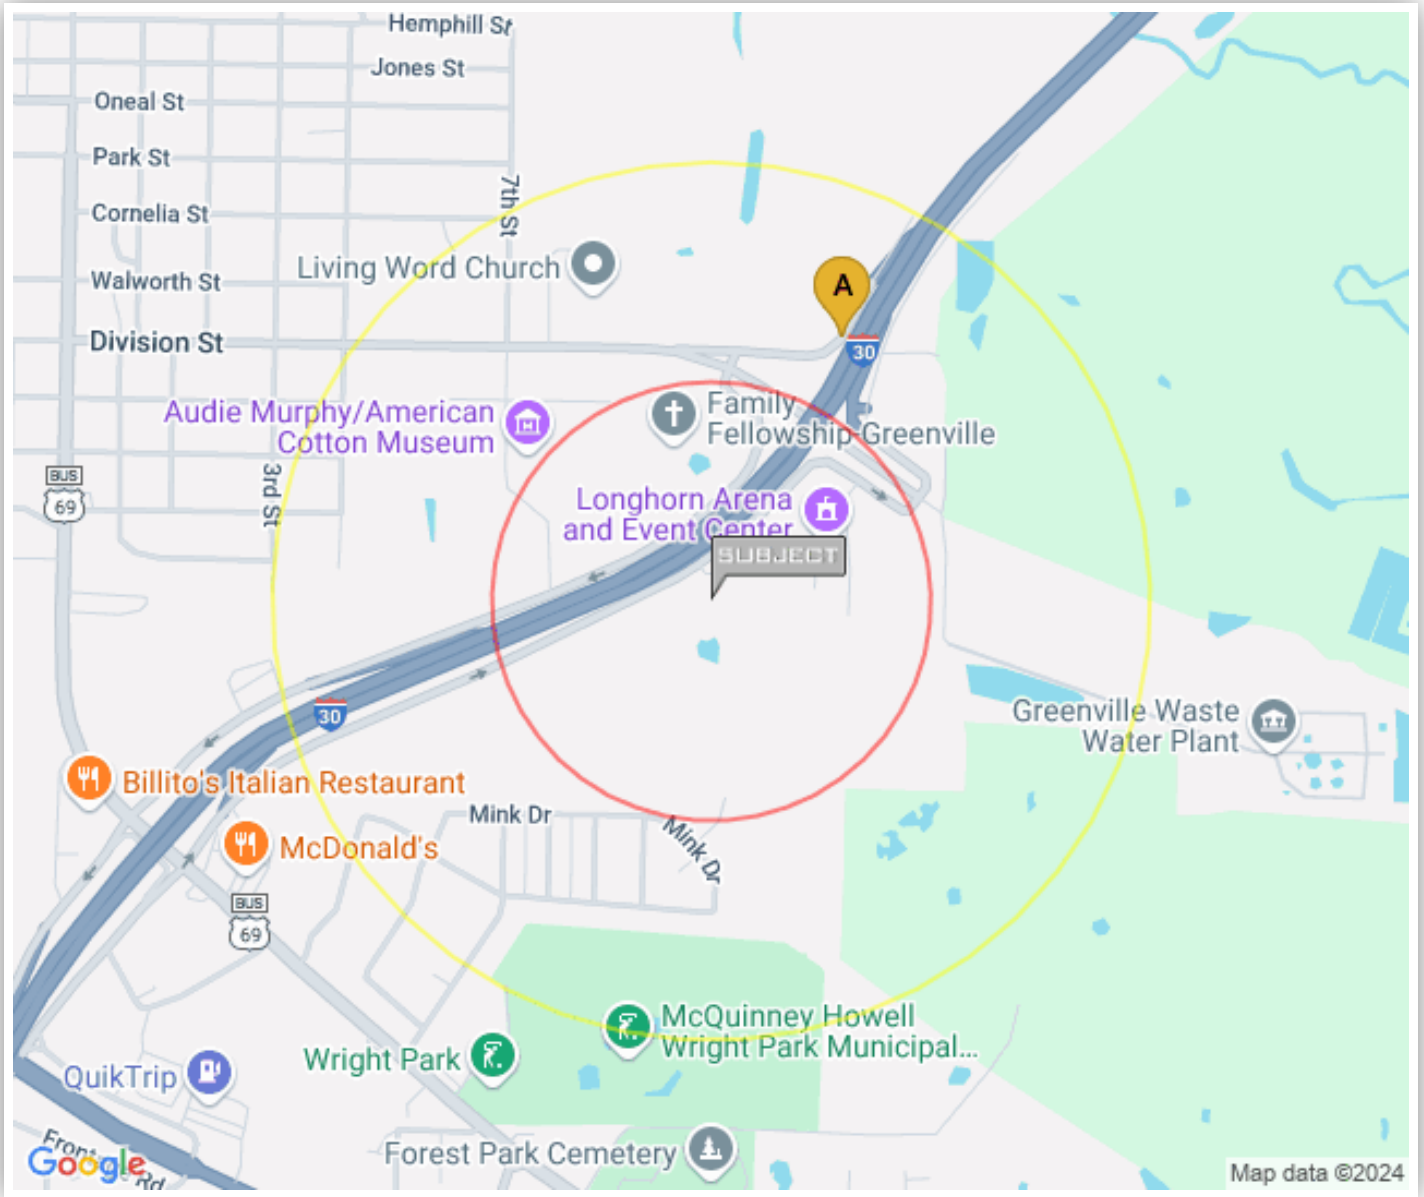 Hemphill St
Jones St
Oneal St
Park St
7th St
Cornelia St
Living Word Church
Walworth St
A
Division St
30
Audie Murphy/American
Cotton Museum
Family
Fellowship-Greenville
BUS
69
3rd St
Longhorn Arena
and Event Center
SUBJECT
30
Greenville Waste
Water Plant
Billito's Italian Restaurant
Mink Dr
Mink Dr
McDonald's
BUS
69
McQuinney Howell
Wright Park Municipal...
Wright Park
QuikTrip
Forest Park Cemetery
Google
Rd
Map data ©2024